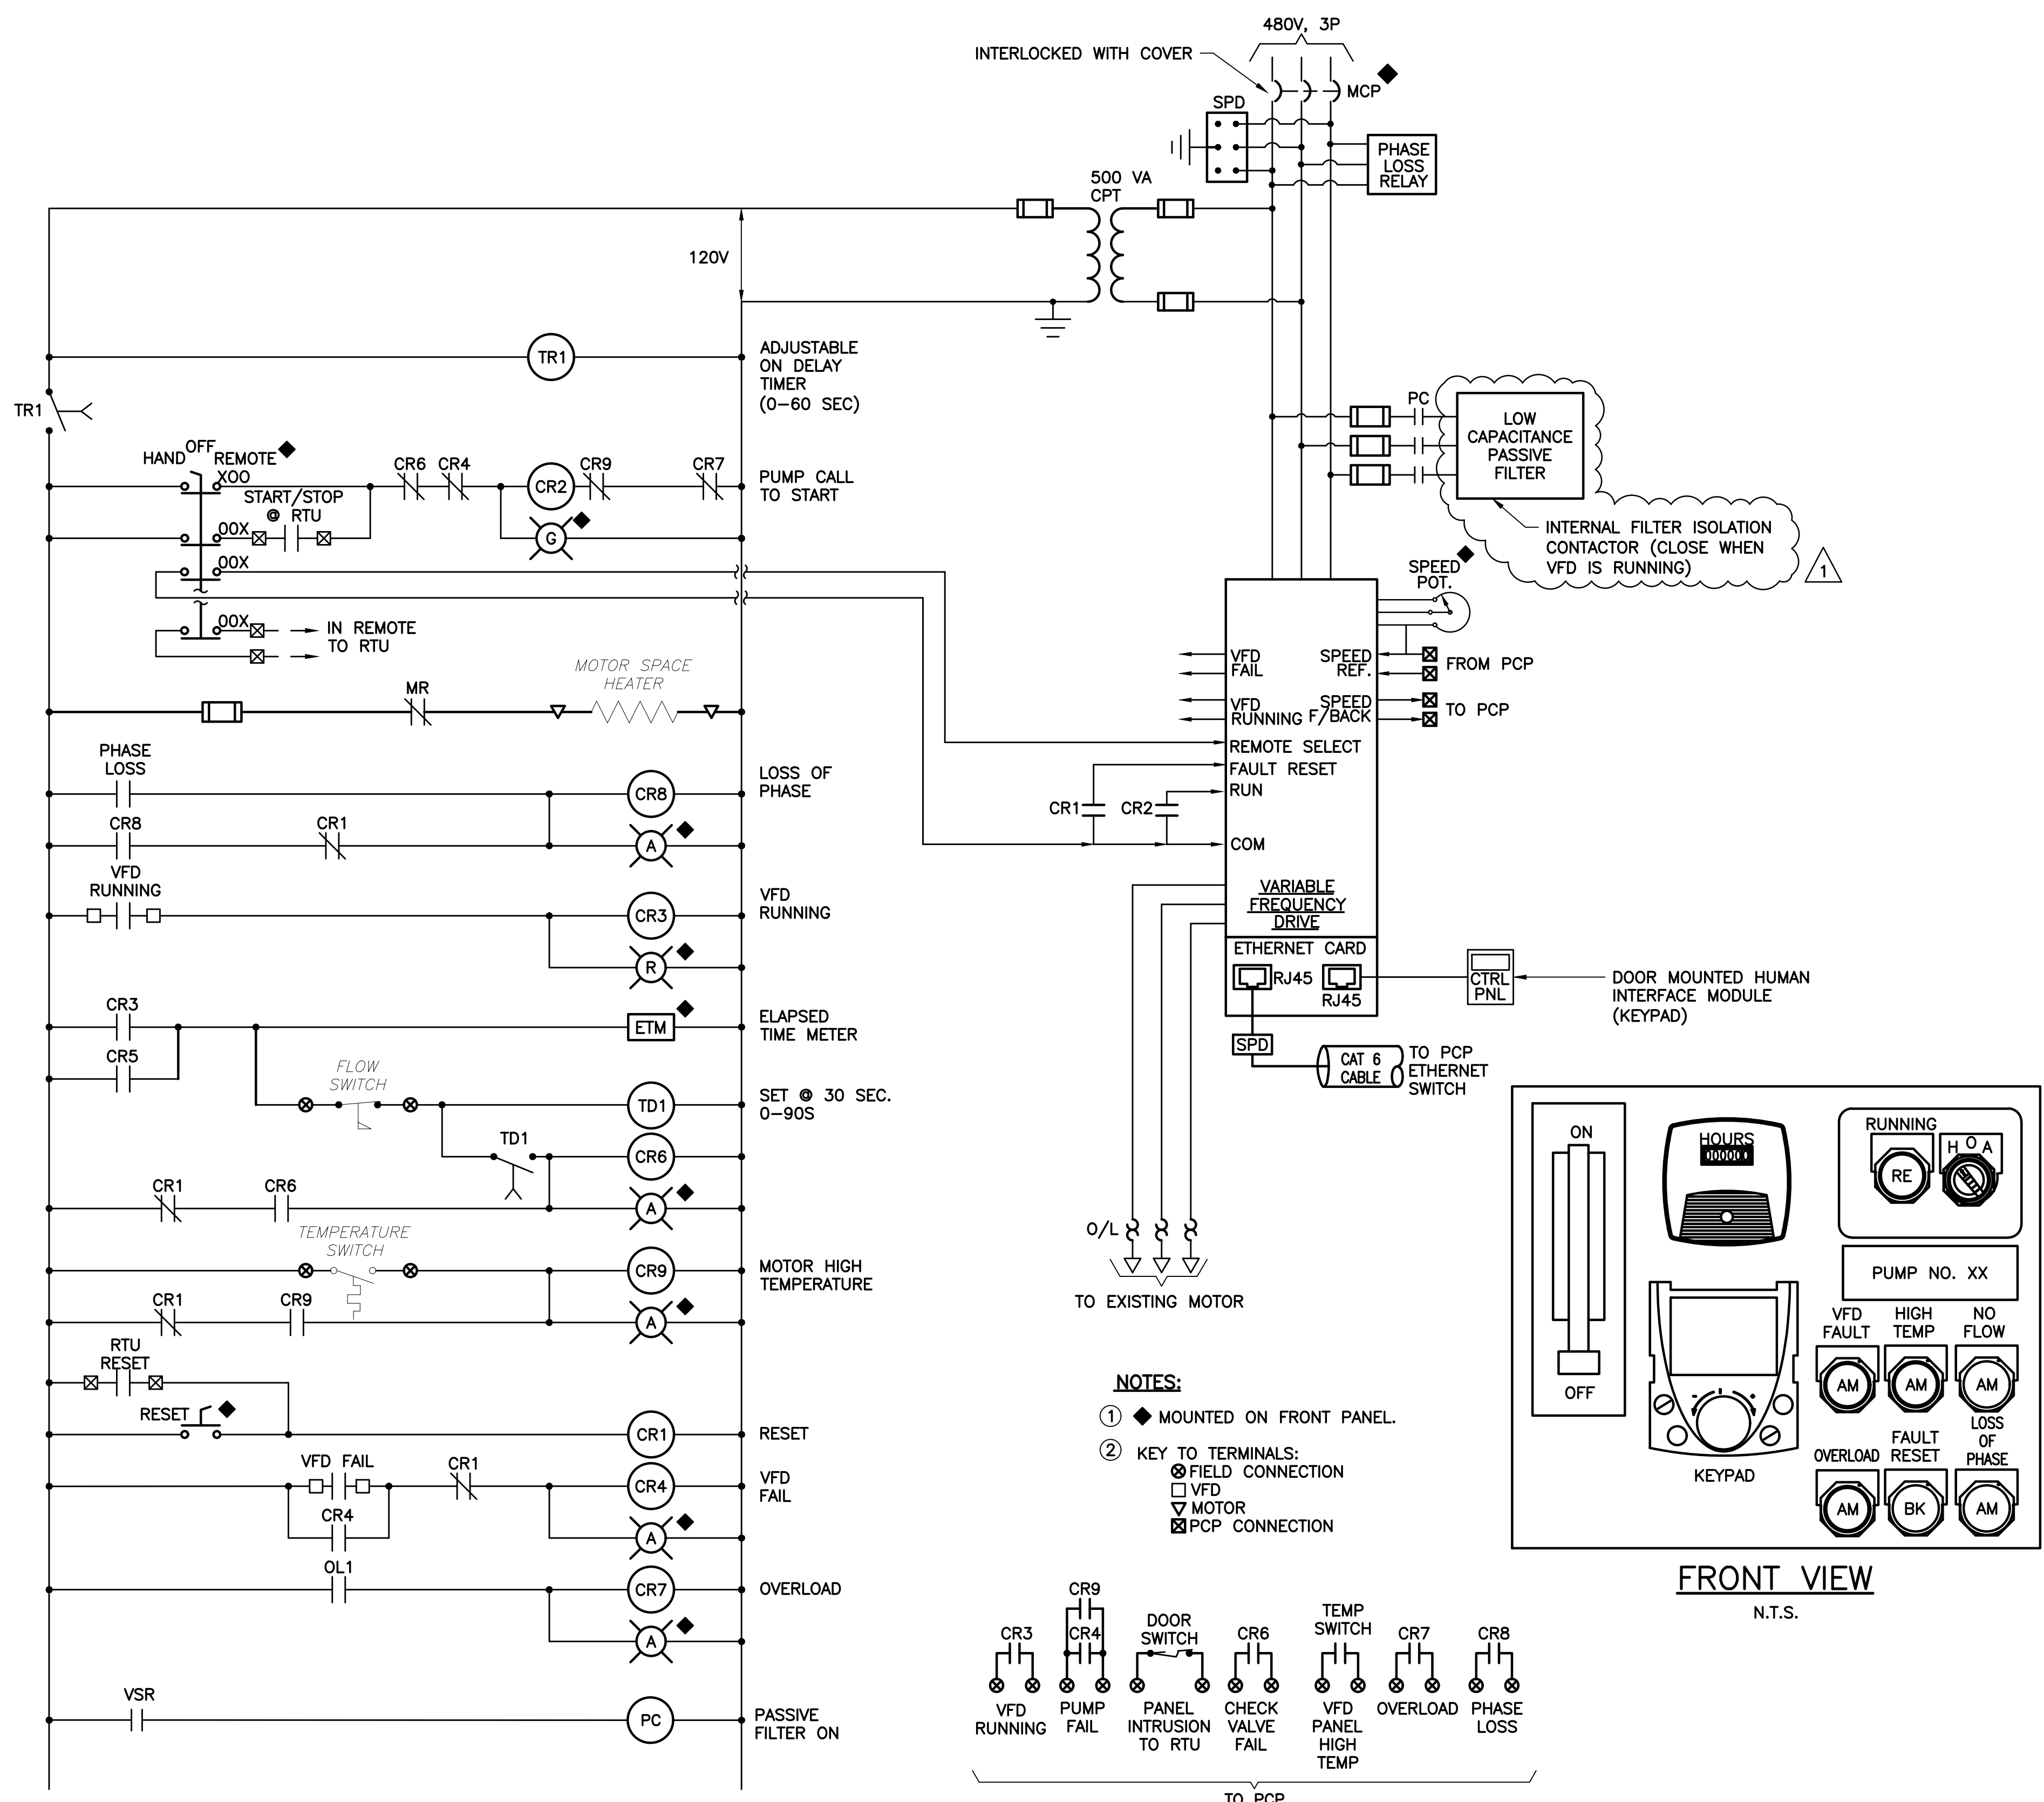 480V, 3P
INTERLOCKED WITH COVER
MCP
SPD
PHASE
LOSS
RELAY
500 VA
CPT
120V
TR1
ADJUSTABLE
ON DELAY
TIMER
(0-60 SEC)
TR1
HAND
OFF
REMOTE
X00
START/STOP
@ RTU
CR6
CR4
CR2
CR9
CR7
PUMP CALL
TO START
00X
G
00X
00X
IN REMOTE
TO RTU
PC
LOW
CAPACITANCE
PASSIVE
FILTER
INTERNAL FILTER ISOLATION
CONTACTOR (CLOSE WHEN
VFD IS RUNNING)
1
SPEED
POT.
VFD
FAIL
SPEED
REF.
FROM PCP
VFD
RUNNING
SPEED
F/BACK
TO PCP
REMOTE SELECT
FAULT RESET
RUN
CR1
CR2
COM
VARIABLE
FREQUENCY
DRIVE
ETHERNET CARD
RJ45
RJ45
CTRL
PNL
DOOR MOUNTED HUMAN
INTERFACE MODULE
(KEYPAD)
SPD
CAT 6
CABLE
TO PCP
ETHERNET
SWITCH
O/L
TO EXISTING MOTOR
MR
MOTOR SPACE
HEATER
PHASE
LOSS
CR8
LOSS OF
PHASE
CR8
CR1
A
VFD
RUNNING
CR3
VFD
RUNNING
R
CR3
ETM
ELAPSED
TIME METER
CR5
FLOW
SWITCH
TD1
SET @ 30 SEC.
0-90S
TD1
CR6
CR1
CR6
A
TEMPERATURE
SWITCH
CR9
MOTOR HIGH
TEMPERATURE
CR1
CR9
A
RTU
RESET
RESET
CR1
RESET
VFD FAIL
CR1
CR4
VFD
FAIL
CR4
A
OL1
CR7
OVERLOAD
A
VSR
PC
PASSIVE
FILTER ON
NOTES:
1 ◆ MOUNTED ON FRONT PANEL.
2 KEY TO TERMINALS:
FIELD CONNECTION
VFD
MOTOR
PCP CONNECTION
CR3
VFD
RUNNING
CR9
CR4
PUMP
FAIL
DOOR
SWITCH
PANEL
INTRUSION
TO RTU
CR6
CHECK
VALVE
FAIL
TEMP
SWITCH
VFD
PANEL
HIGH
TEMP
CR7
OVERLOAD
CR8
PHASE
LOSS
TO PCP
ON
OFF
HOURS
000000
RUNNING
RE
H O A
PUMP NO. XX
VFD
FAULT
AM
HIGH
TEMP
AM
NO
FLOW
AM
KEYPAD
OVERLOAD
AM
FAULT
RESET
BK
LOSS
OF
PHASE
AM
FRONT VIEW
N.T.S.